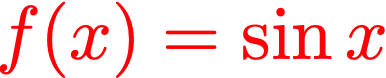 f(x) = sin x